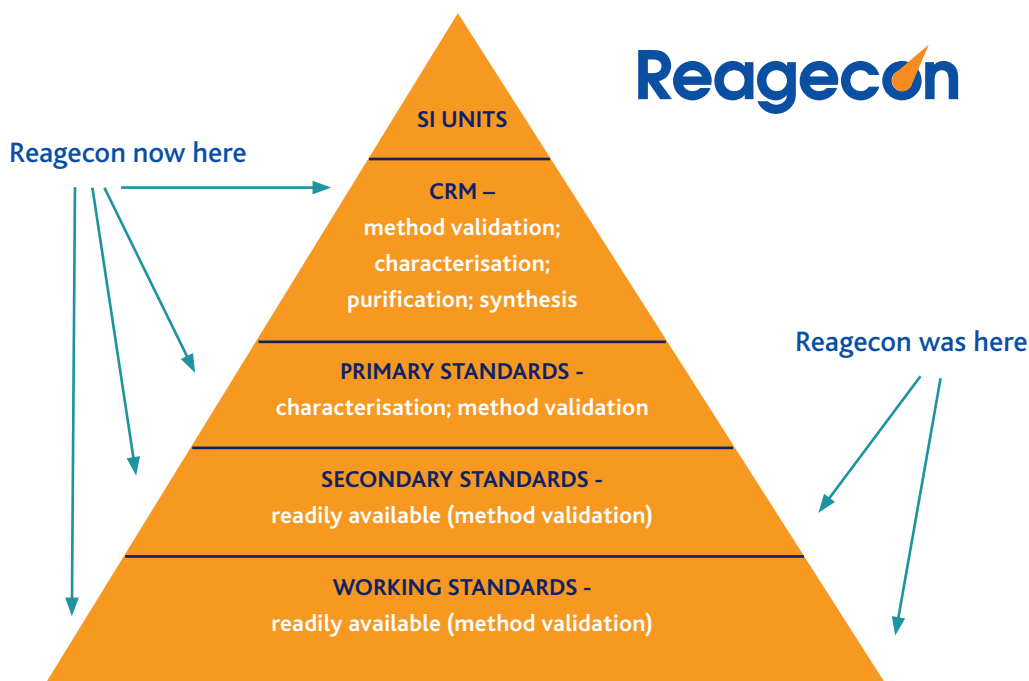 Reagecon
SI UNITS
Reagecon now here
CRM –
method validation;
characterisation;
purification; synthesis
Reagecon was here
PRIMARY STANDARDS -
characterisation; method validation
SECONDARY STANDARDS -
readily available (method validation)
WORKING STANDARDS -
readily available (method validation)